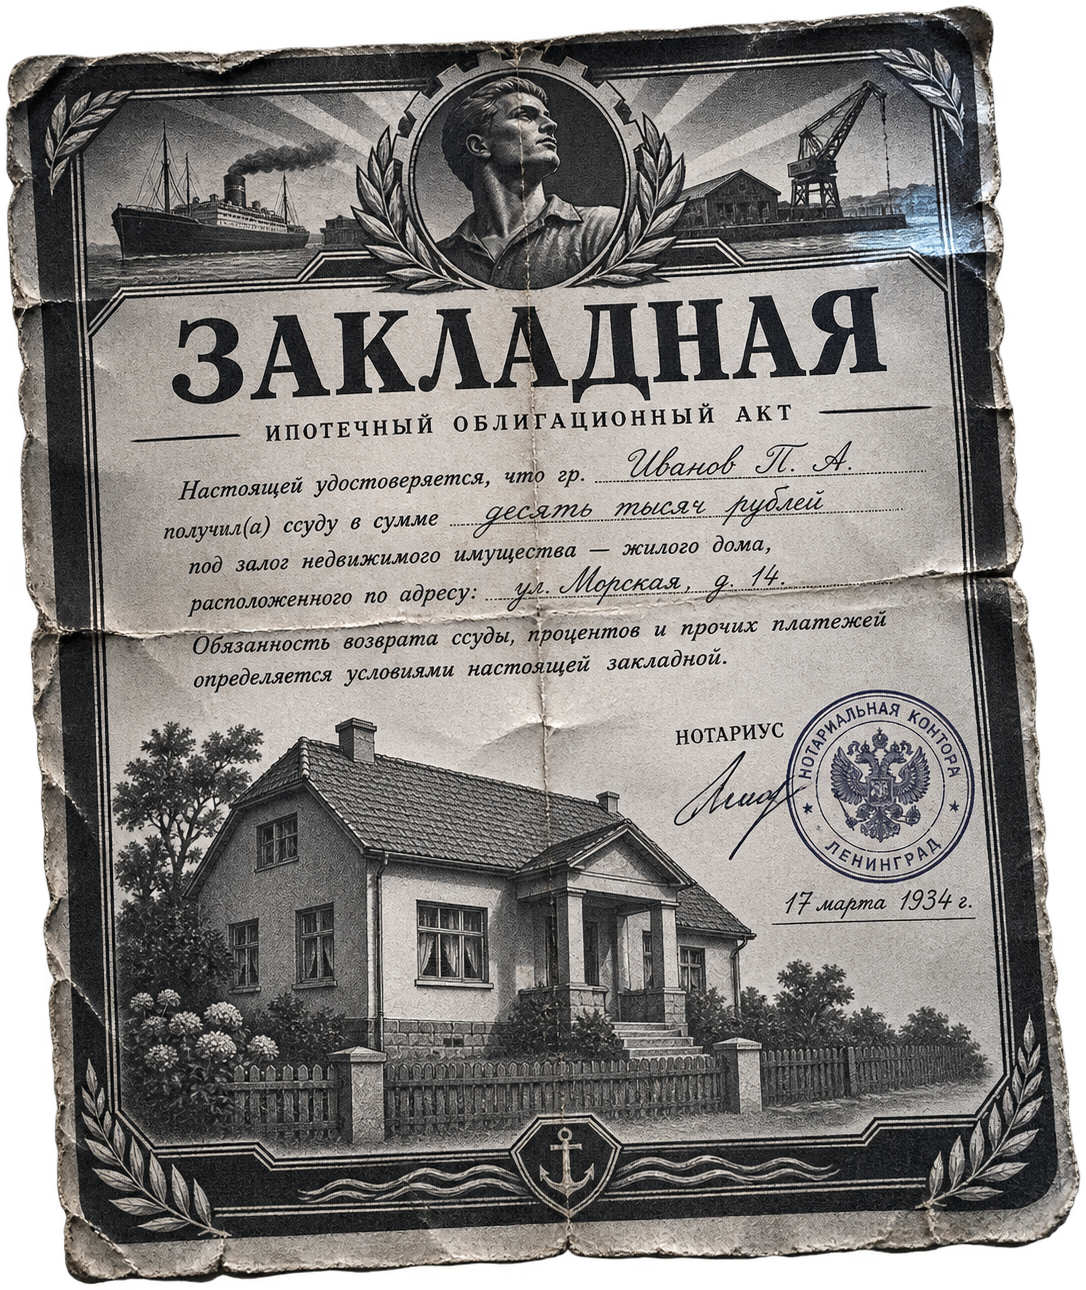 ЗАКЛАДНАЯ
ИПОТЕЧНЫЙ ОБЛИГАЦИОННЫЙ АКТ
Настоящей удостоверяется, что гр. Иванов П. А.
получил(а) ссуду в сумме десять тысяч рублей
под залог недвижимого имущества — жилого дома,
расположенного по адресу: ул. Морская, д. 14.
Обязанность возврата ссуды, процентов и прочих платежей
определяется условиями настоящей закладной.
НОТАРИУС
НОТАРИАЛЬНАЯ КОНТОРА
ЛЕНИНГРАД
17 марта 1934 г.